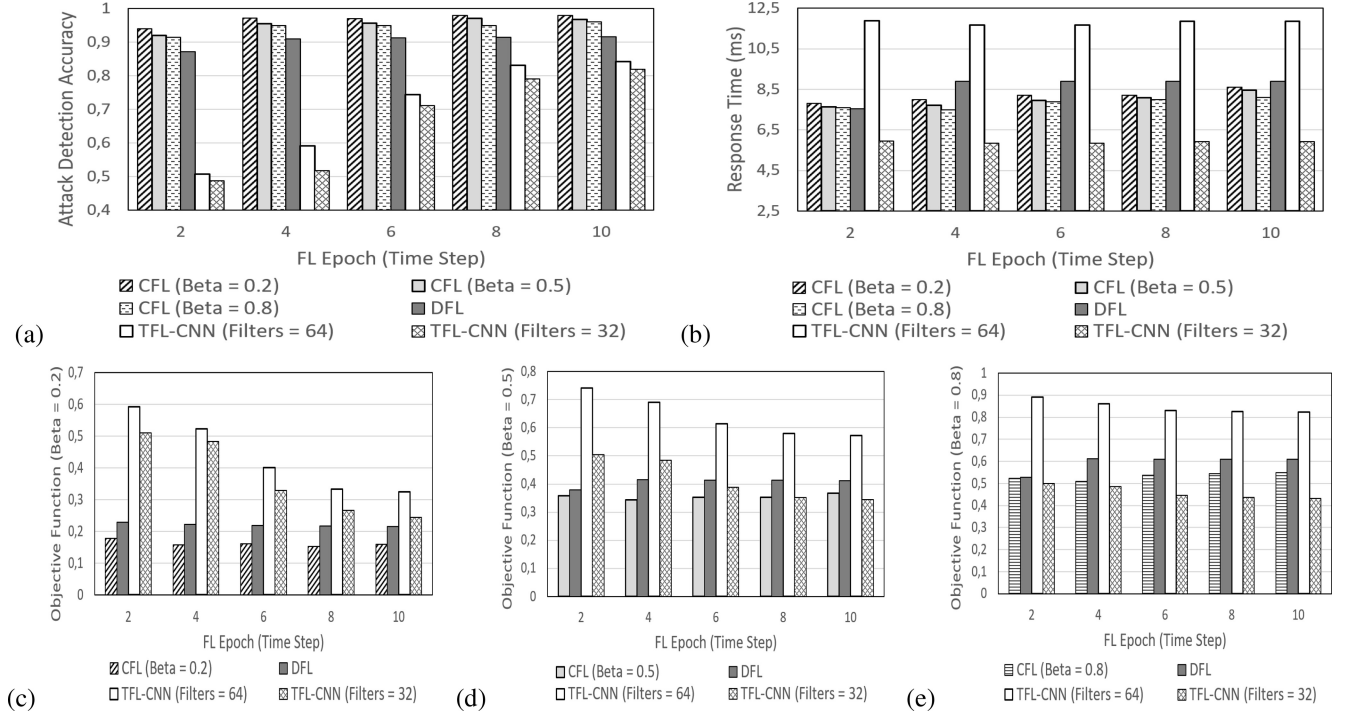 Attack Detection Accuracy
1
0,9
0,8
0,7
0,6
0,5
0,4
2 4 6 8 10
FL Epoch (Time Step)
CFL (Beta = 0.2) CFL (Beta = 0.5)
CFL (Beta = 0.8) DFL
TFL-CNN (Filters = 64) TFL-CNN (Filters = 32)
(a)
Response Time (ms)
12,5
10,5
8,5
6,5
4,5
2,5
2 4 6 8 10
FL Epoch (Time Step)
CFL (Beta = 0.2) CFL (Beta = 0.5)
CFL (Beta = 0.8) DFL
TFL-CNN (Filters = 64) TFL-CNN (Filters = 32)
(b)
Objective Function (Beta = 0.2)
0,7
0,6
0,5
0,4
0,3
0,2
0,1
0
2 4 6 8 10
FL Epoch (Time Step)
CFL (Beta = 0.2) DFL
TFL-CNN (Filters = 64) TFL-CNN (Filters = 32)
(c)
Objective Function (Beta = 0.5)
0,8
0,7
0,6
0,5
0,4
0,3
0,2
0,1
0
2 4 6 8 10
FL Epoch (Time Step)
CFL (Beta = 0.5) DFL
TFL-CNN (Filters = 64) TFL-CNN (Filters = 32)
(d)
Objective Function (Beta = 0.8)
1
0,9
0,8
0,7
0,6
0,5
0,4
0,3
0,2
0,1
0
2 4 6 8 10
FL Epoch (Time Step)
CFL (Beta = 0.8) DFL
TFL-CNN (Filters = 64) TFL-CNN (Filters = 32)
(e)